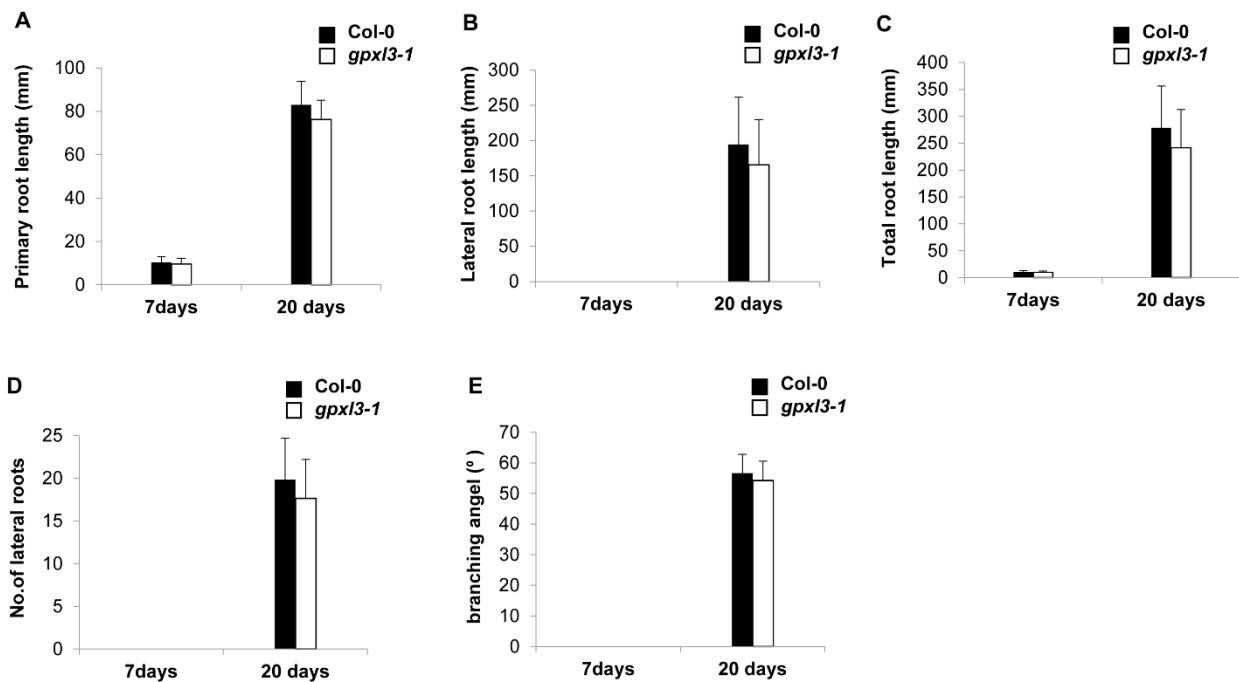 A
Col-0
gpxl3-1
Primary root length (mm)
100
80
60
40
20
0
7days
20 days
B
Col-0
gpxl3-1
Lateral root length (mm)
300
250
200
150
100
50
0
7days
20 days
C
Col-0
gpxl3-1
Total root length (mm)
400
350
300
250
200
150
100
50
0
7days
20 days
D
Col-0
gpxl3-1
No.of lateral roots
25
20
15
10
5
0
7days
20 days
E
Col-0
gpxl3-1
branching angel (º )
70
60
50
40
30
20
10
0
7days
20 days